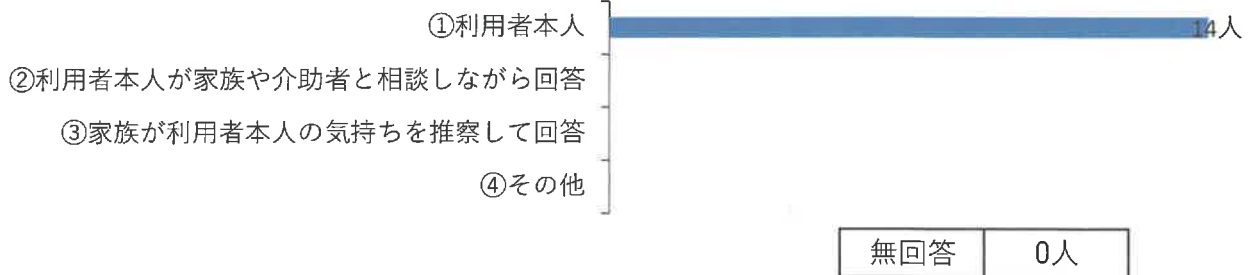 ①利用者本人 14人
②利用者本人が家族や介助者と相談しながら回答
③家族が利用者本人の気持ちを推察して回答
④その他
無回答 0人